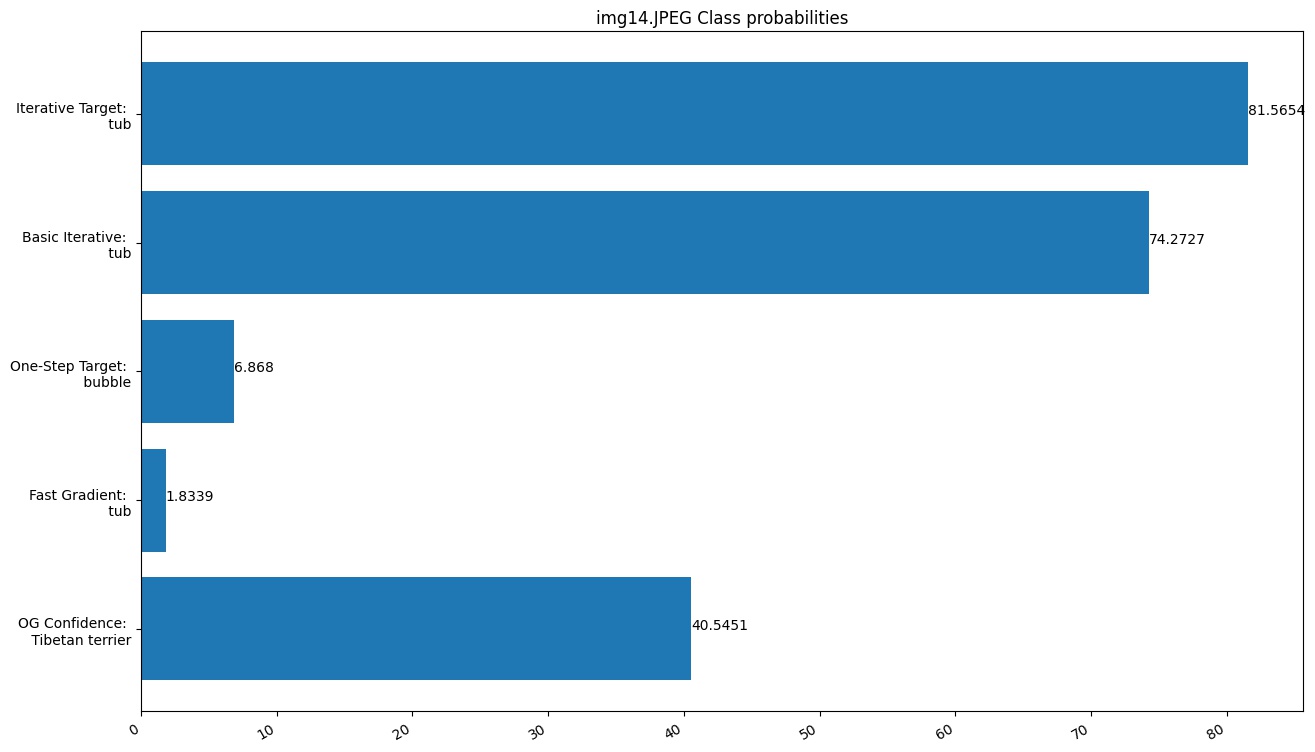 img14.JPEG Class probabilities
Iterative Target:
tub
81.5654
Basic Iterative:
tub
74.2727
One-Step Target:
bubble
6.868
Fast Gradient:
tub
1.8339
OG Confidence:
Tibetan terrier
40.5451
0 10 20 30 40 50 60 70 80